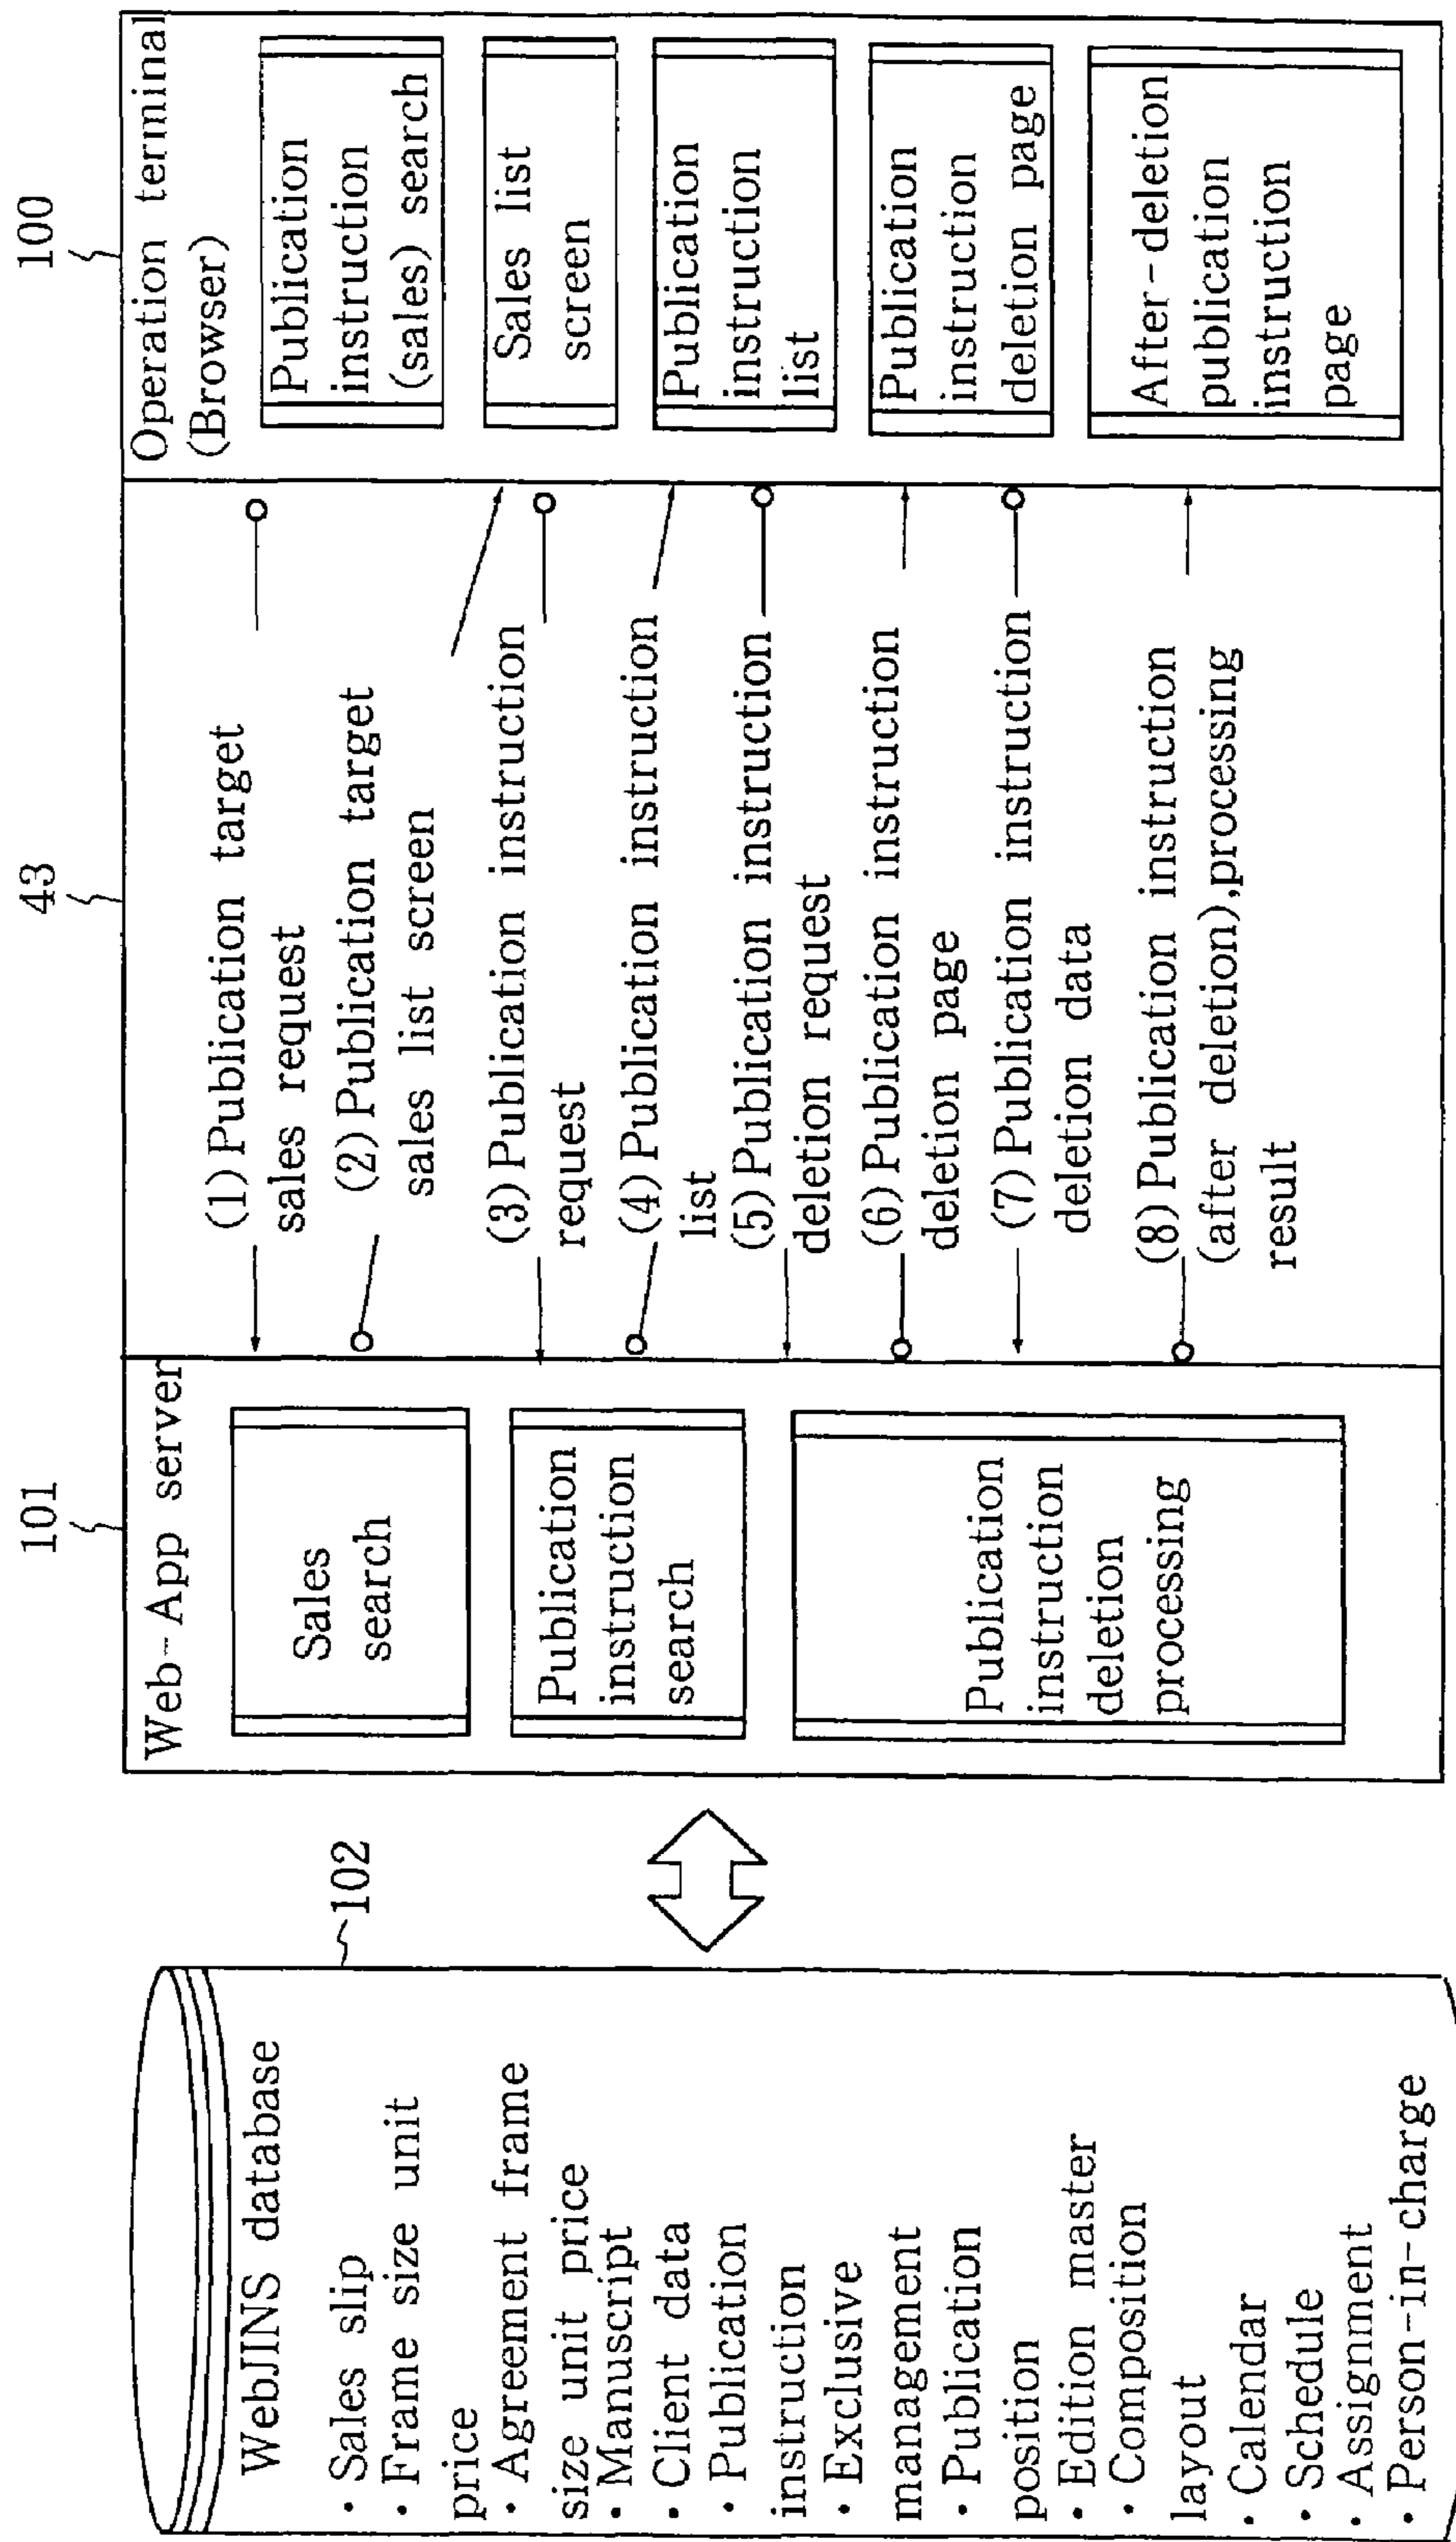 WebJINS database
102
• Sales slip
• Frame size unit
price
• Agreement frame
size unit price
• Manuscript
• Client data
• Publication
instruction
• Exclusive
management
• Publication
position
• Edition master
• Composition
layout
• Calendar
• Schedule
• Assignment
• Person-in-charge
101
Web-App server
Sales
search
Publication
instruction
search
Publication
instruction
deletion
processing
43
(1) Publication target
sales request
(2) Publication target
sales list screen
(3) Publication instruction
request
(4) Publication instruction
list
(5) Publication instruction
deletion request
(6) Publication instruction
deletion page
(7) Publication instruction
deletion data
(8) Publication instruction
(after deletion),processing
result
100
Operation terminal
(Browser)
Publication
instruction
(sales) search
Sales list
screen
Publication
instruction
list
Publication
instruction
deletion page
After-deletion
publication
instruction
page